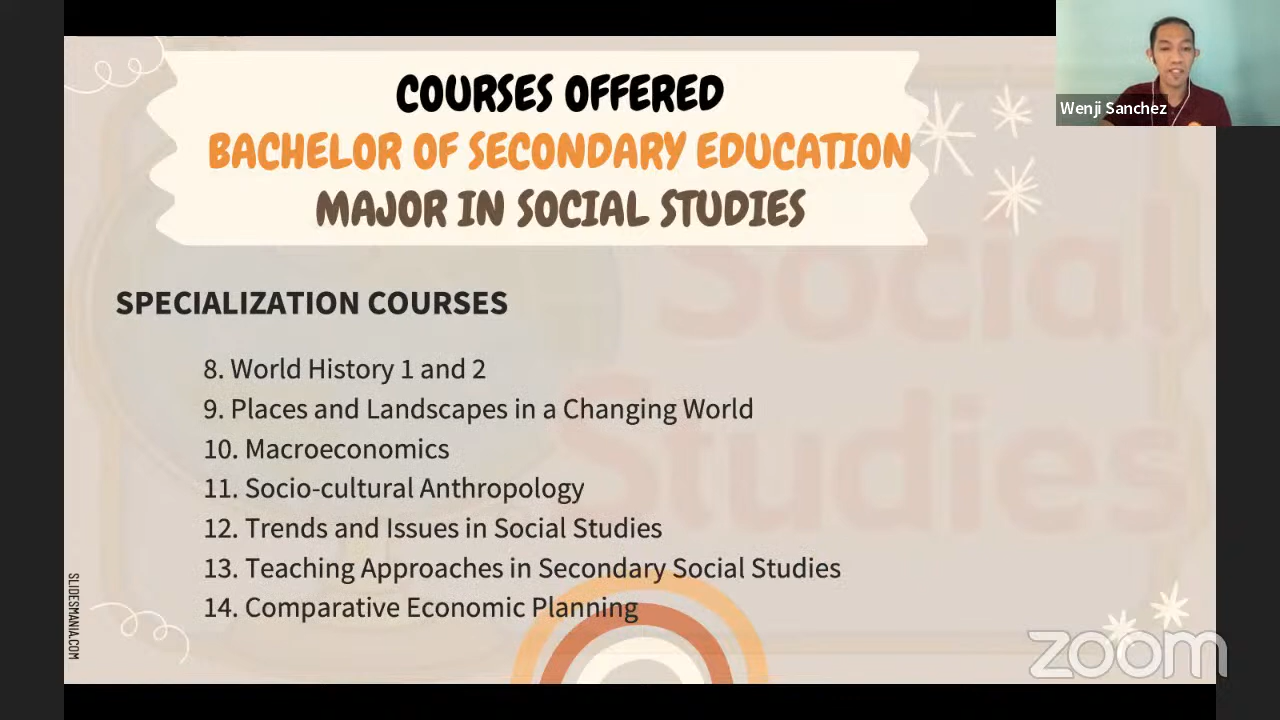 COURSES OFFERED
BACHELOR OF SECONDARY EDUCATION
MAJOR IN SOCIAL STUDIES
Wenji Sanchez
Social
Studies
SPECIALIZATION COURSES
8. World History 1 and 2
9. Places and Landscapes in a Changing World
10. Macroeconomics
11. Socio-cultural Anthropology
12. Trends and Issues in Social Studies
13. Teaching Approaches in Secondary Social Studies
14. Comparative Economic Planning
SLIDESMANIA.COM
zoom